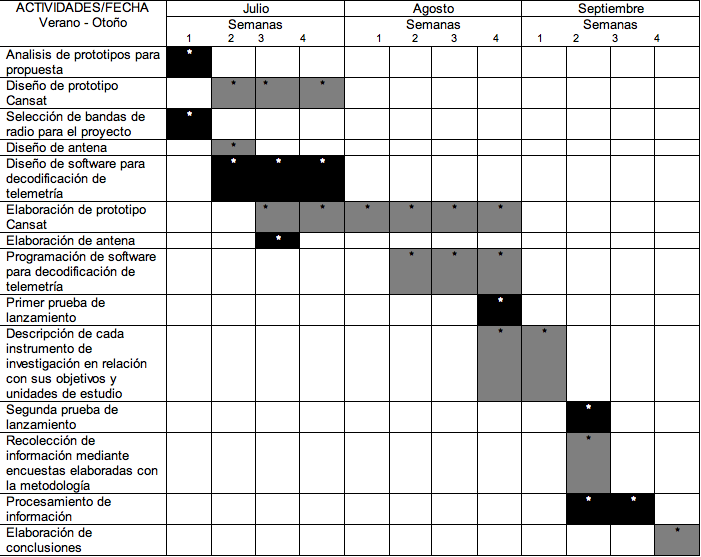 ACTIVIDADES/FECHA Julio Agosto Septiembre
Verano - Otoño Semanas Semanas Semanas
1 2 3 4 1 2 3 4 1 2 3 4
Analisis de prototipos para *
propuesta
Diseño de prototipo * * *
Cansat
Selección de bandas de *
radio para el proyecto
Diseño de antena *
Diseño de software para * * *
decodificación de
telemetría
Elaboración de prototipo * * * * * *
Cansat
Elaboración de antena *
Programación de software * * *
para decodificación de
telemetría
Primer prueba de *
lanzamiento
Descripción de cada * *
instrumento de
investigación en relación
con sus objetivos y
unidades de estudio
Segunda prueba de *
lanzamiento
Recolección de *
información mediante
encuestas elaboradas con
la metodología
Procesamiento de * *
información
Elaboración de *
conclusiones